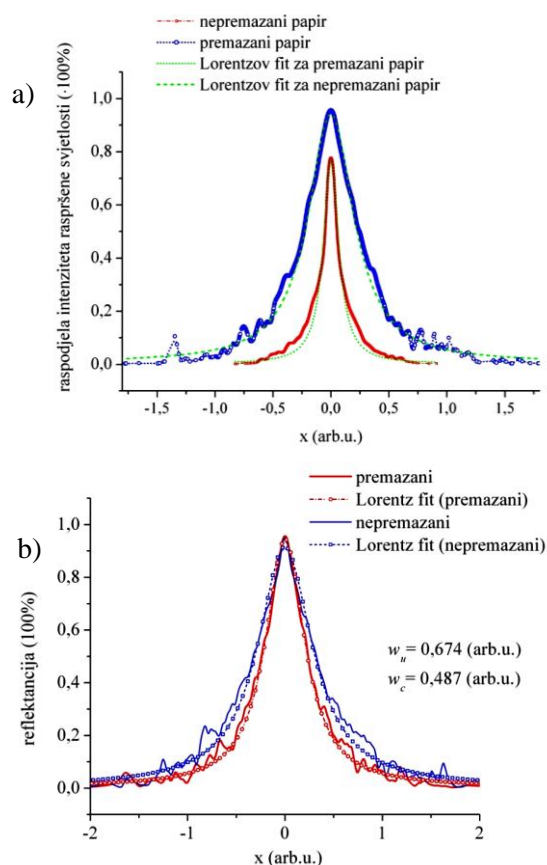 a)
nepremazani papir
premazani papir
Lorentzov fit za premazani papir
Lorentzov fit za nepremazani papir
raspodjela intenziteta raspršene svjetlosti (·100%)
1,0
0,8
0,6
0,4
0,2
0,0
-1,5 -1,0 -0,5 0,0 0,5 1,0 1,5
x (arb.u.)
b)
premazani
Lorentz fit (premazani)
nepremazani
Lorentz fit (nepremazani)
reflektancija (100%)
1,0
0,8
0,6
0,4
0,2
0,0
w_u = 0,674 (arb.u.)
w_c = 0,487 (arb.u.)
-2 -1 0 1 2
x (arb.u.)